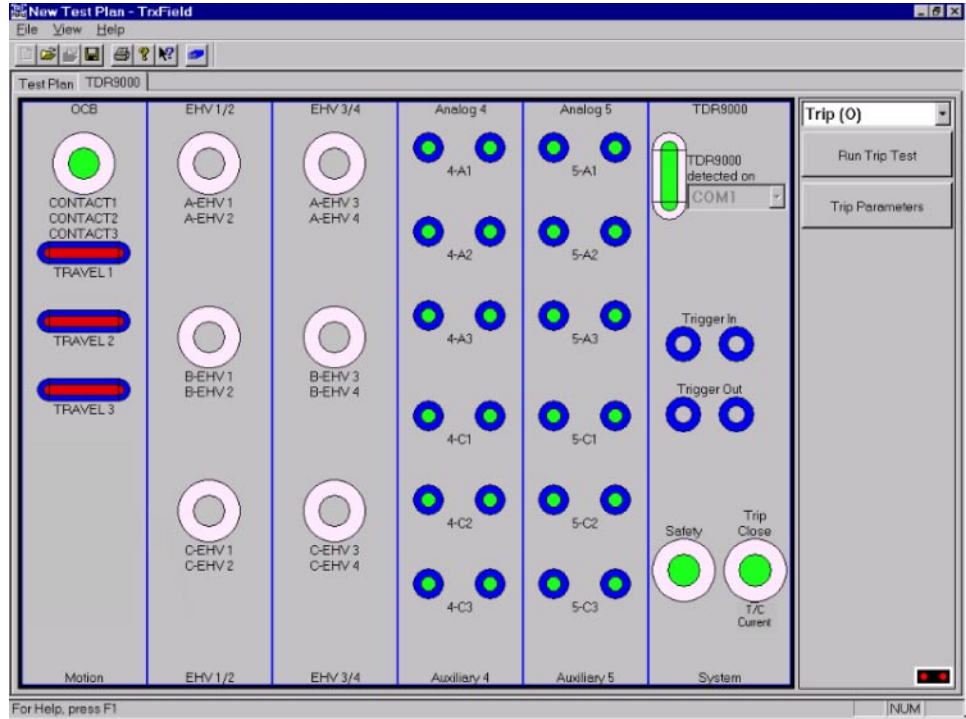 New Test Plan - TrxField
File View Help
Test Plan TDR9000
OCB
CONTACT1
CONTACT2
CONTACT3
TRAVEL 1
TRAVEL 2
TRAVEL 3
Motion
EHV 1/2
A-EHV 1
A-EHV 2
B-EHV 1
B-EHV 2
C-EHV 1
C-EHV 2
EHV 1/2
EHV 3/4
A-EHV 3
A-EHV 4
B-EHV 3
B-EHV 4
C-EHV 3
C-EHV 4
EHV 3/4
Analog 4
4-A1
4-A2
4-A3
4-C1
4-C2
4-C3
Auxiliary 4
Analog 5
5-A1
5-A2
5-A3
5-C1
5-C2
5-C3
Auxiliary 5
TDR9000
TDR9000
detected on
COM1
Trigger In
Trigger Out
Safety
Trip
Close
T/C
Current
System
Trip (O)
Run Trip Test
Trip Parameters
For Help, press F1
NUM